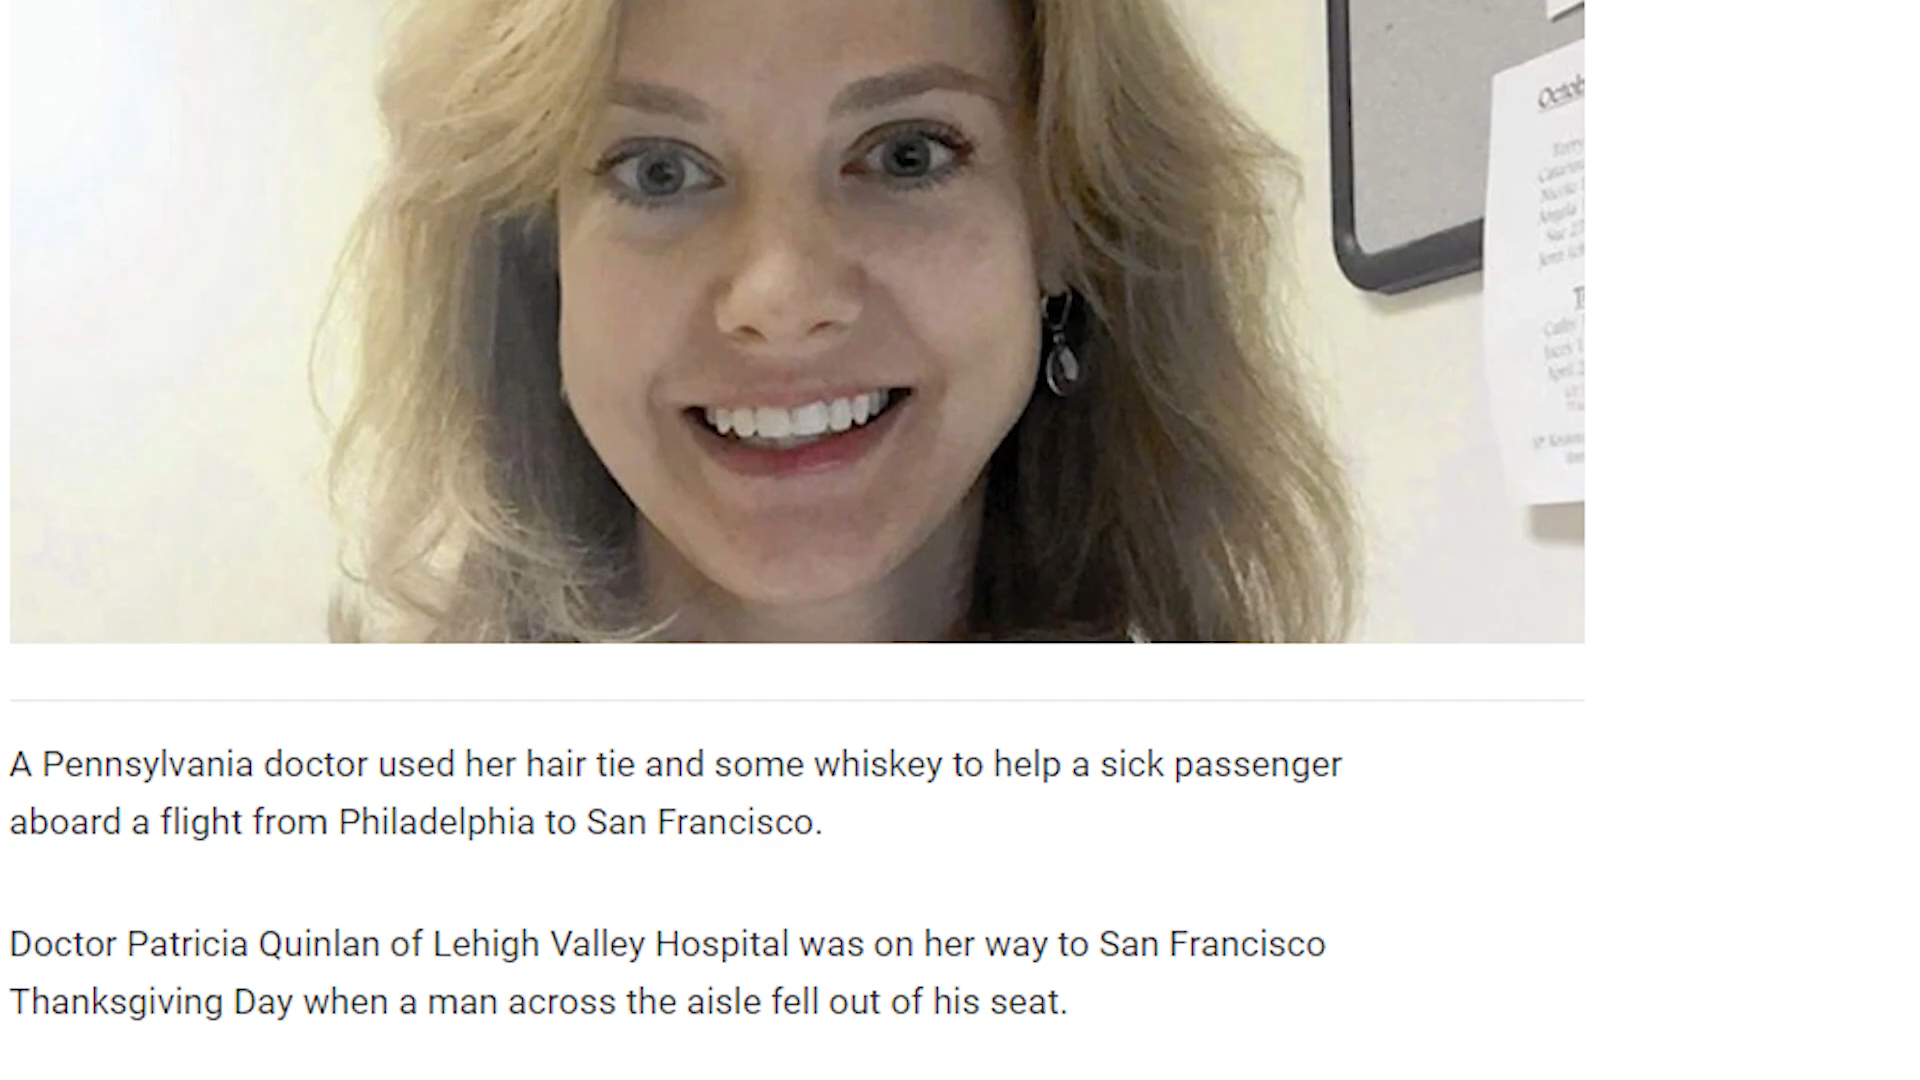 A Pennsylvania doctor used her hair tie and some whiskey to help a sick passenger
aboard a flight from Philadelphia to San Francisco.
Doctor Patricia Quinlan of Lehigh Valley Hospital was on her way to San Francisco
Thanksgiving Day when a man across the aisle fell out of his seat.